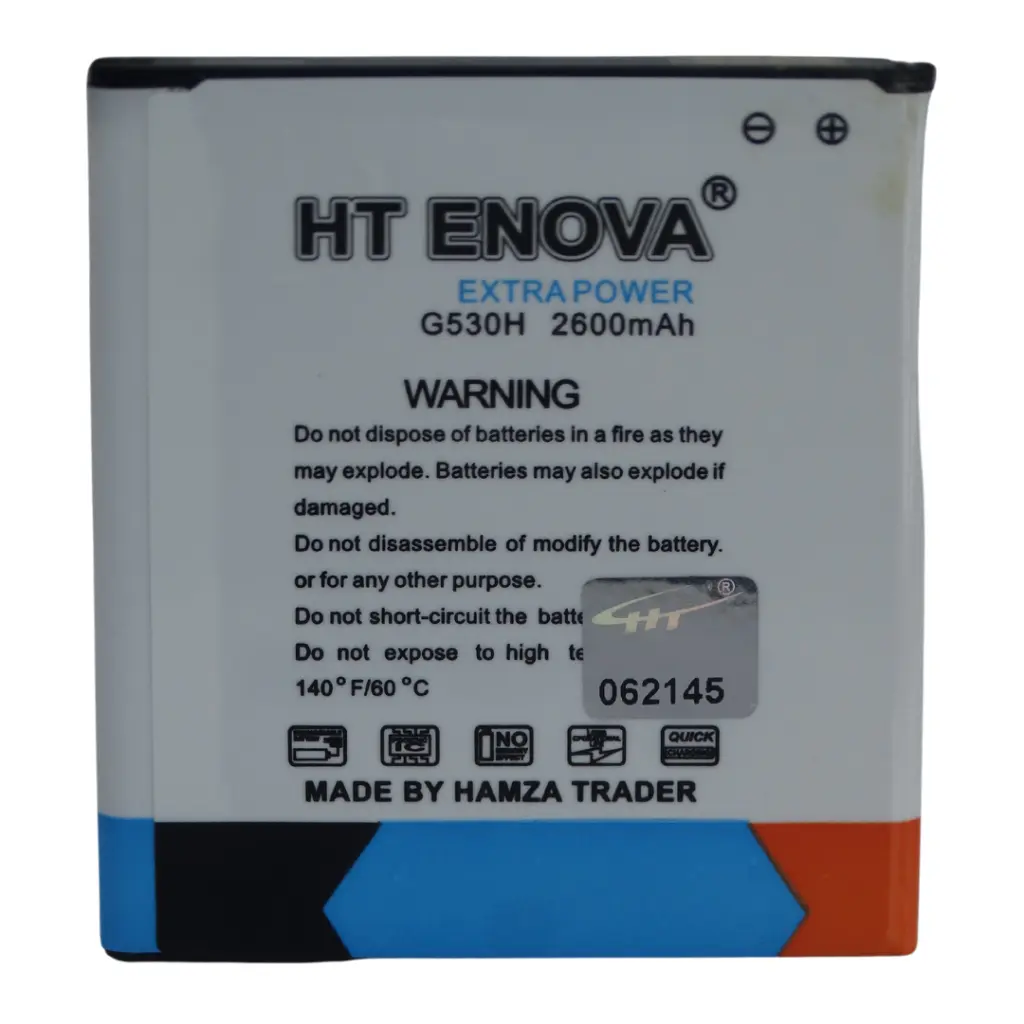 ⊖ ⊕
HT ENOVA®
EXTRA POWER
G530H 2600mAh
WARNING
Do not dispose of batteries in a fire as they
may explode. Batteries may also explode if
damaged.
Do not disassemble of modify the battery.
or for any other purpose.
Do not short-circuit the
Do not expose to high
140°F/60°C
HT®
062145
IC
NO
EFFECT
QUICK
MADE BY HAMZA TRADER